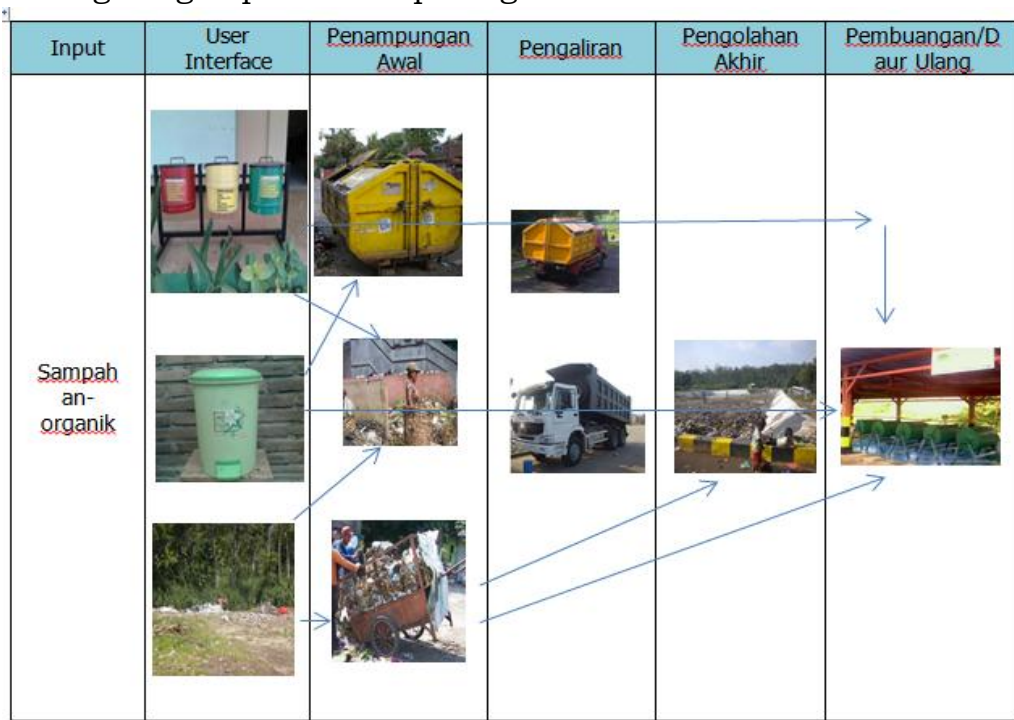 Input
User
Interface
Penampungan
Awal
Pengaliran
Pengolahan
Akhir
Pembuangan/D
aur Ulang
Sampah
an-
organik